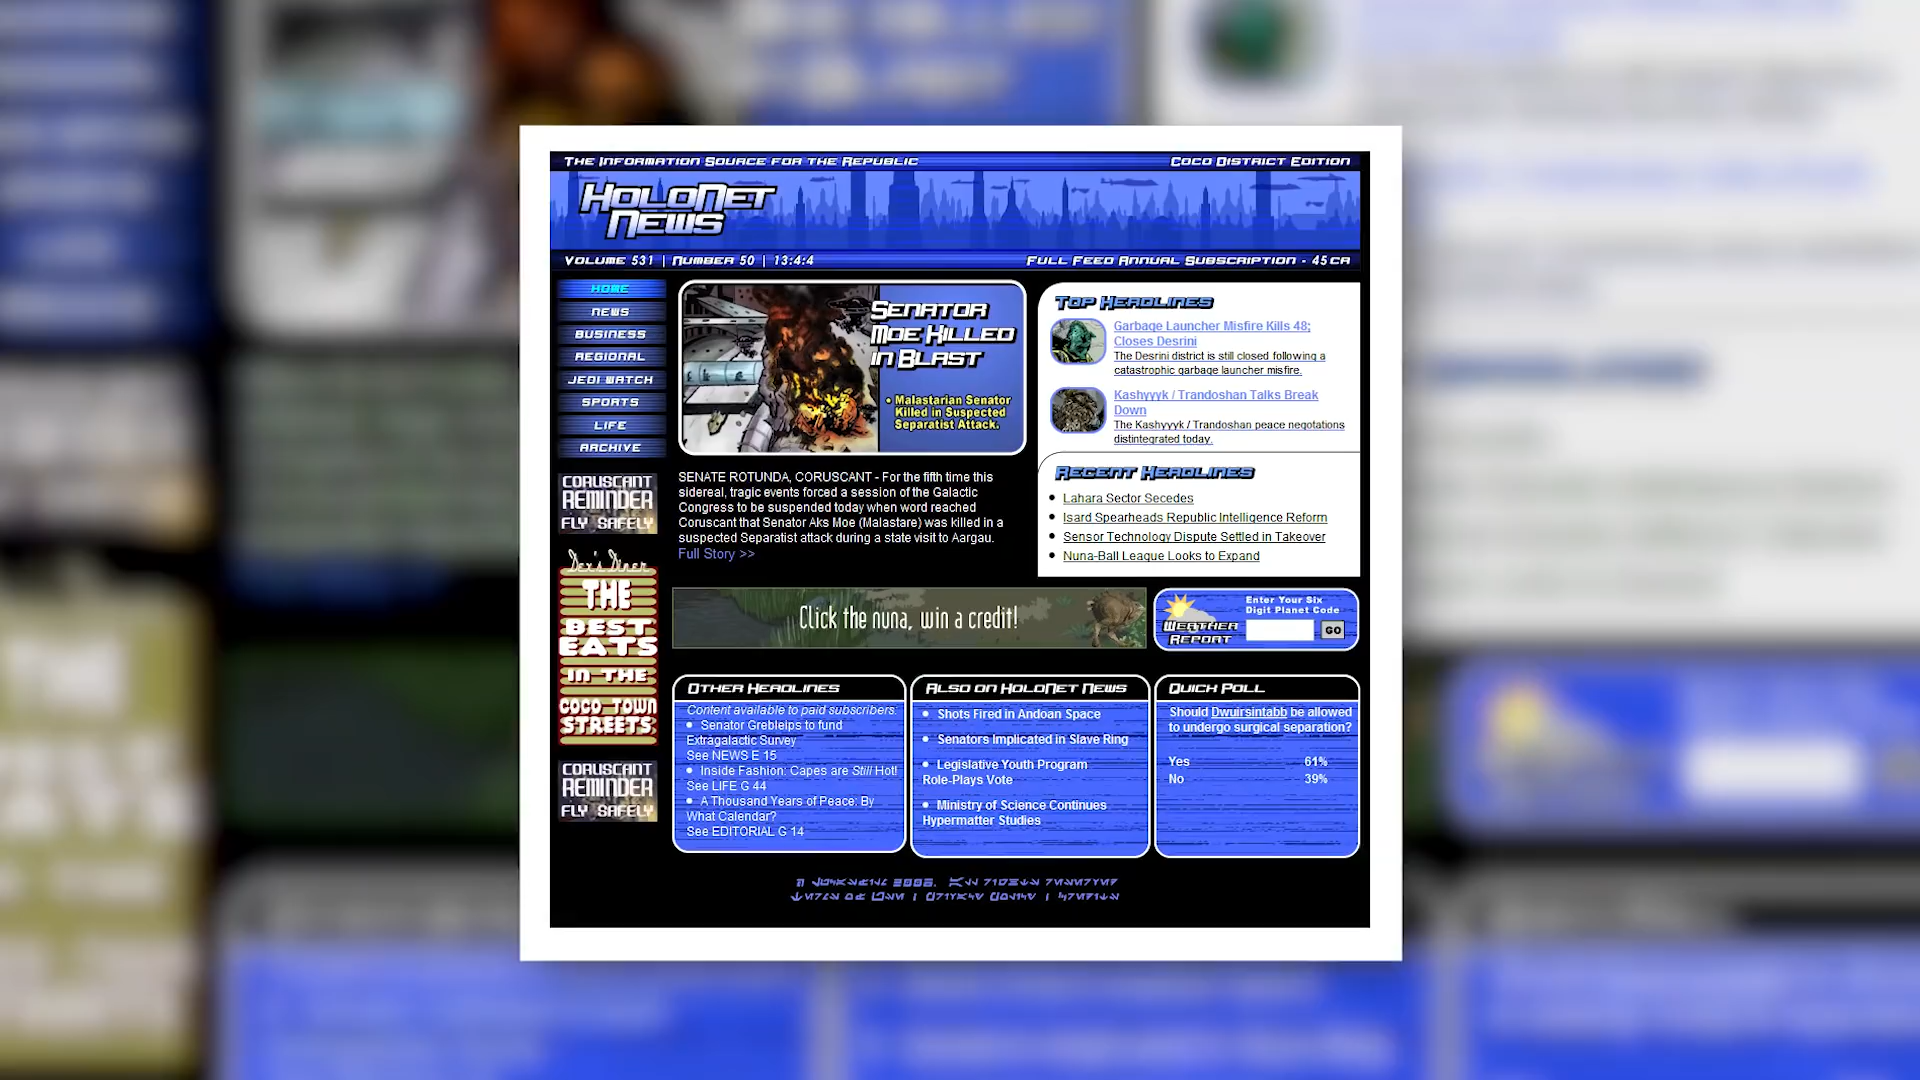 The Information Source for the Republic
Coco District Edition
HoloNet
News
Volume 531 | Number 50 | 13:4:4
Full Feed Annual Subscription - 45 CR
Home
News
Business
Regional
Jedi Watch
Sports
Life
Archive
Senator
Moe Killed
in Blast
• Malastarian Senator
Killed in Suspected
Separatist Attack.
SENATE ROTUNDA, CORUSCANT - For the fifth time this
sidereal, tragic events forced a session of the Galactic
Congress to be suspended today when word reached
Coruscant that Senator Aks Moe (Malastare) was killed in a
suspected Separatist attack during a state visit to Aargau.
Full Story >>
Top Headlines
Garbage Launcher Misfire Kills 48;
Closes Desrini
The Desrini district is still closed following a
catastrophic garbage launcher misfire.
Kashyyyk / Trandoshan Talks Break
Down
The Kashyyyk / Trandoshan peace negotations
distintegrated today.
Recent Headlines
• Lahara Sector Secedes
• Isard Spearheads Republic Intelligence Reform
• Sensor Technology Dispute Settled in Takeover
• Nuna-Ball League Looks to Expand
Coruscant
Reminder
Fly Safely
Dex's Diner
The
Best
Eats
in the
Coco Town
Streets.
Coruscant
Reminder
Fly Safely
Click the nuna, win a credit!
Weather
Report
Enter Your Six
Digit Planet Code
GO
Other Headlines
Content available to paid subscribers.
• Senator Grebleips to fund
Extragalactic Survey
See NEWS E 15
• Inside Fashion: Capes are Still Hot!
See LIFE G 44
• A Thousand Years of Peace: By
What Calendar?
See EDITORIAL G 14
Also on HoloNet News
• Shots Fired in Andoan Space
• Senators Implicated in Slave Ring
• Legislative Youth Program
Role-Plays Vote
• Ministry of Science Continues
Hypermatter Studies
Quick Poll
Should Dwuirsintabb be allowed
to undergo surgical separation?
Yes 61%
No 39%